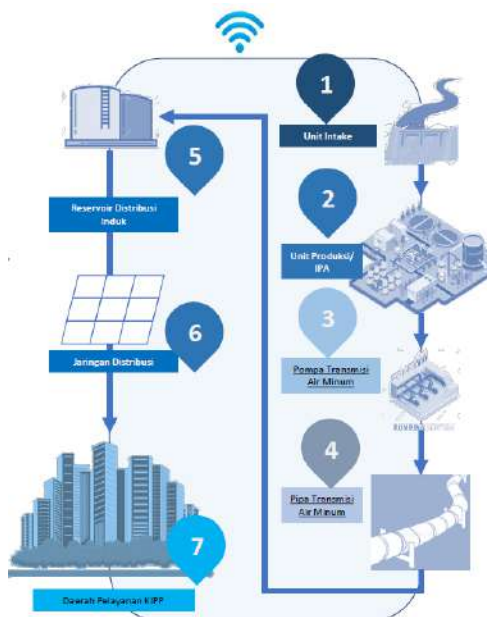 1
Unit Intake
2
Unit Produksi/
IPA
3
Pompa Transmisi
Air Minum
4
Pipa Transmisi
Air Minum
5
Reservoir Distribusi
Induk
6
Jaringan Distribusi
7
Daerah Pelayanan KIPP